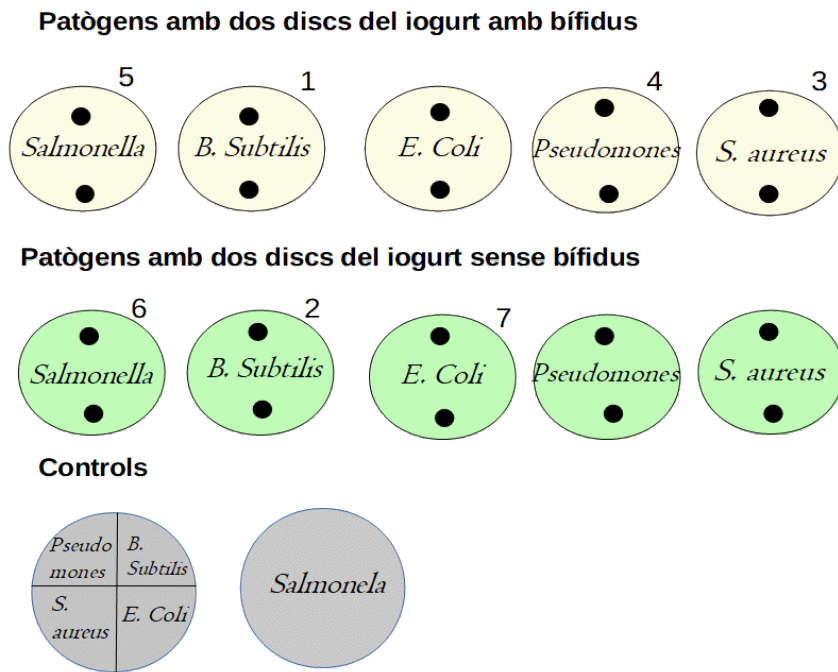 Patògens amb dos discs del iogurt amb bífidus
5 1 4 3
Salmonella B. Subtilis E. Coli Pseudomones S. aureus
Patògens amb dos discs del iogurt sense bífidus
6 2 7
Salmonella B. Subtilis E. Coli Pseudomones S. aureus
Controls
Pseudo
mones
B.
Subtilis
S.
aureus
E. Coli
Salmonela